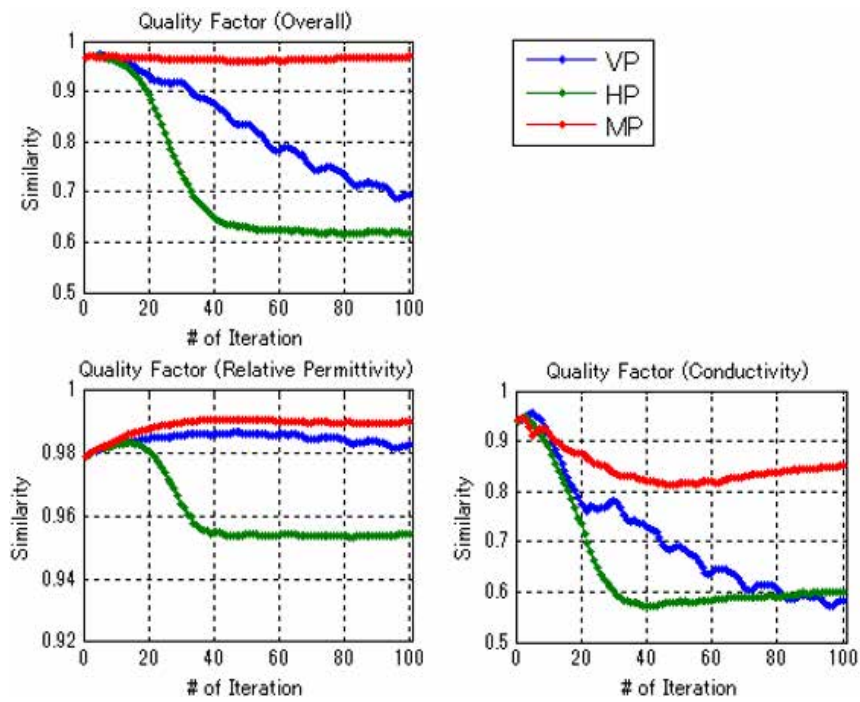 Quality Factor (Overall)
1
0.9
0.8
0.7
0.6
0.5
Similarity
0 20 40 60 80 100
# of Iteration
VP
HP
MP
Quality Factor (Relative Permittivity)
1
0.98
0.96
0.94
0.92
Similarity
0 20 40 60 80 100
# of Iteration
Quality Factor (Conductivity)
1
0.9
0.8
0.7
0.6
0.5
Similarity
0 20 40 60 80 100
# of Iteration